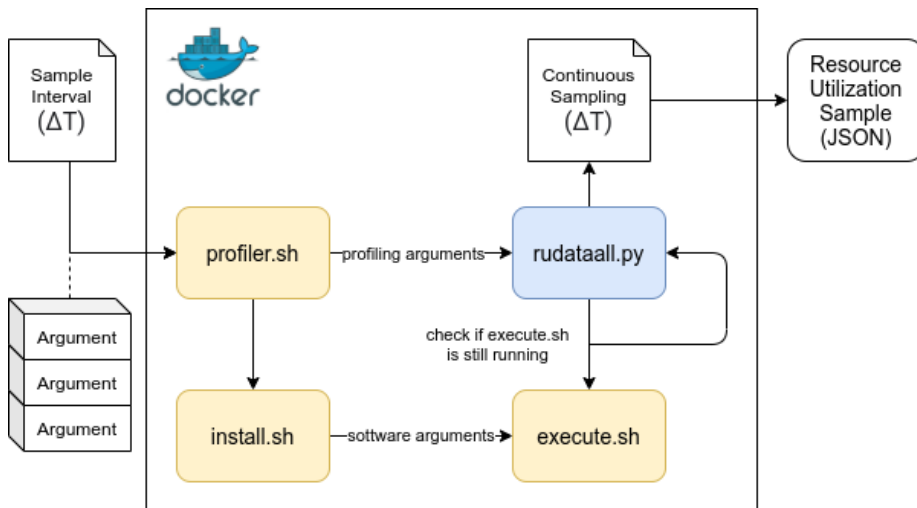 Sample
Interval
(ΔT)
docker
Continuous
Sampling
(ΔT)
Resource
Utilization
Sample
(JSON)
profiler.sh
profiling arguments
rudataall.py
Argument
Argument
Argument
check if execute.sh
is still running
install.sh
sottware arguments
execute.sh